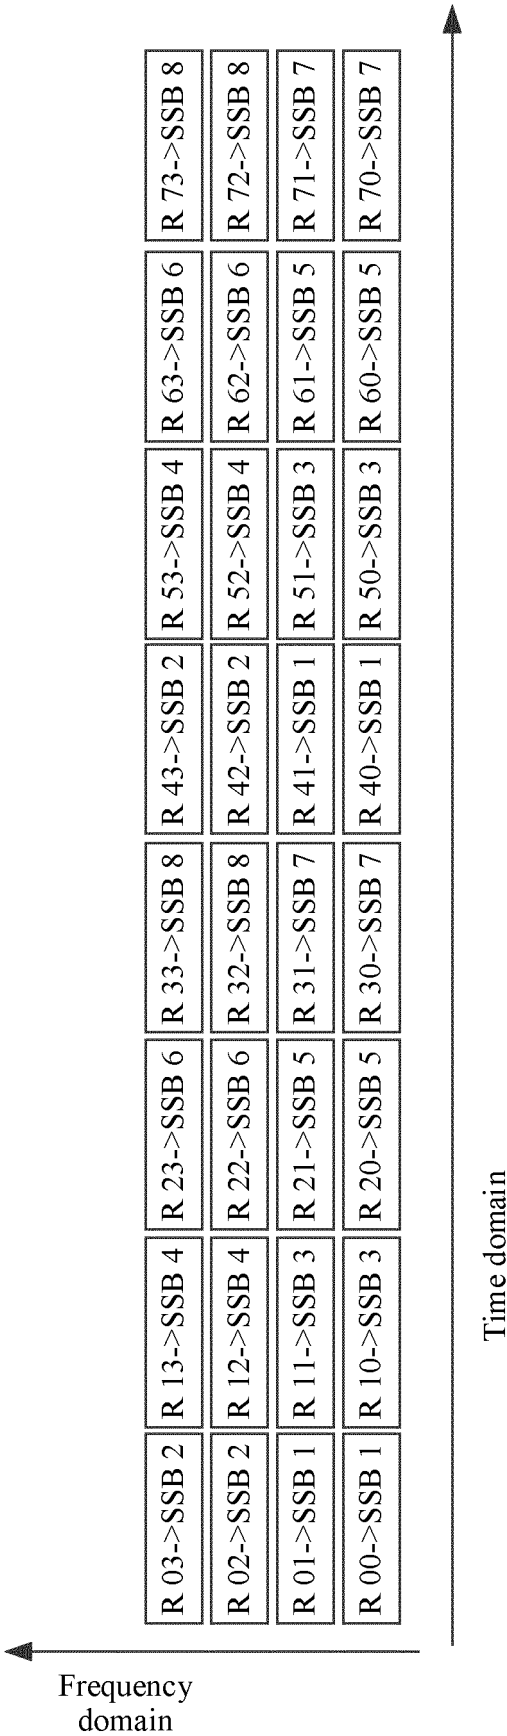 R 03->SSB 2
R 13->SSB 4
R 23->SSB 6
R 33->SSB 8
R 43->SSB 2
R 53->SSB 4
R 63->SSB 6
R 73->SSB 8
R 02->SSB 2
R 12->SSB 4
R 22->SSB 6
R 32->SSB 8
R 42->SSB 2
R 52->SSB 4
R 62->SSB 6
R 72->SSB 8
R 01->SSB 1
R 11->SSB 3
R 21->SSB 5
R 31->SSB 7
R 41->SSB 1
R 51->SSB 3
R 61->SSB 5
R 71->SSB 7
R 00->SSB 1
R 10->SSB 3
R 20->SSB 5
R 30->SSB 7
R 40->SSB 1
R 50->SSB 3
R 60->SSB 5
R 70->SSB 7
Time domain
Frequency
domain